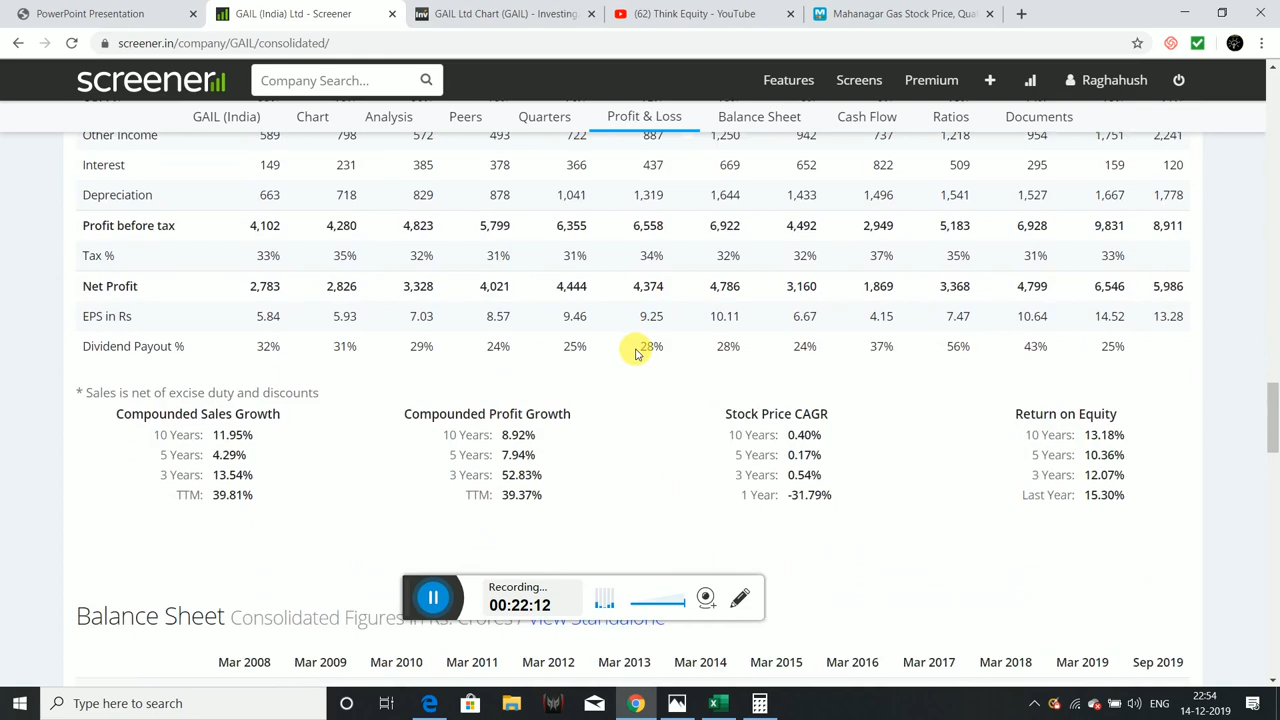 PowerPoint Presentation
GAIL (India) Ltd - Screener
GAIL Ltd Chart (GAIL) - Investing
(62) Think Equity - YouTube
Mahanagar Gas Stock Price, Quo
screener.in/company/GAIL/consolidated/
screener
Company Search...
Features Screens Premium Raghahush
GAIL (India) Chart Analysis Peers Quarters Profit & Loss Balance Sheet Cash Flow Ratios Documents
Other Income 589 798 572 493 722 887 1,250 942 737 1,218 954 1,751 2,241
Interest 149 231 385 378 366 437 669 652 822 509 295 159 120
Depreciation 663 718 829 878 1,041 1,319 1,644 1,433 1,496 1,541 1,527 1,667 1,778
Profit before tax 4,102 4,280 4,823 5,799 6,355 6,558 6,922 4,492 2,949 5,183 6,928 9,831 8,911
Tax % 33% 35% 32% 31% 31% 34% 32% 32% 37% 35% 31% 33%
Net Profit 2,783 2,826 3,328 4,021 4,444 4,374 4,786 3,160 1,869 3,368 4,799 6,546 5,986
EPS in Rs 5.84 5.93 7.03 8.57 9.46 9.25 10.11 6.67 4.15 7.47 10.64 14.52 13.28
Dividend Payout % 32% 31% 29% 24% 25% 28% 28% 24% 37% 56% 43% 25%
* Sales is net of excise duty and discounts
Compounded Sales Growth Compounded Profit Growth Stock Price CAGR Return on Equity
10 Years: 11.95% 10 Years: 8.92% 10 Years: 0.40% 10 Years: 13.18%
5 Years: 4.29% 5 Years: 7.94% 5 Years: 0.17% 5 Years: 10.36%
3 Years: 13.54% 3 Years: 52.83% 3 Years: 0.54% 3 Years: 12.07%
TTM: 39.81% TTM: 39.37% 1 Year: -31.79% Last Year: 15.30%
Recording...
00:22:12
Balance Sheet Consolidated Figures in Rs. Crores / View Standalone
Mar 2008 Mar 2009 Mar 2010 Mar 2011 Mar 2012 Mar 2013 Mar 2014 Mar 2015 Mar 2016 Mar 2017 Mar 2018 Mar 2019 Sep 2019
Type here to search
ENG
22:54
14-12-2019